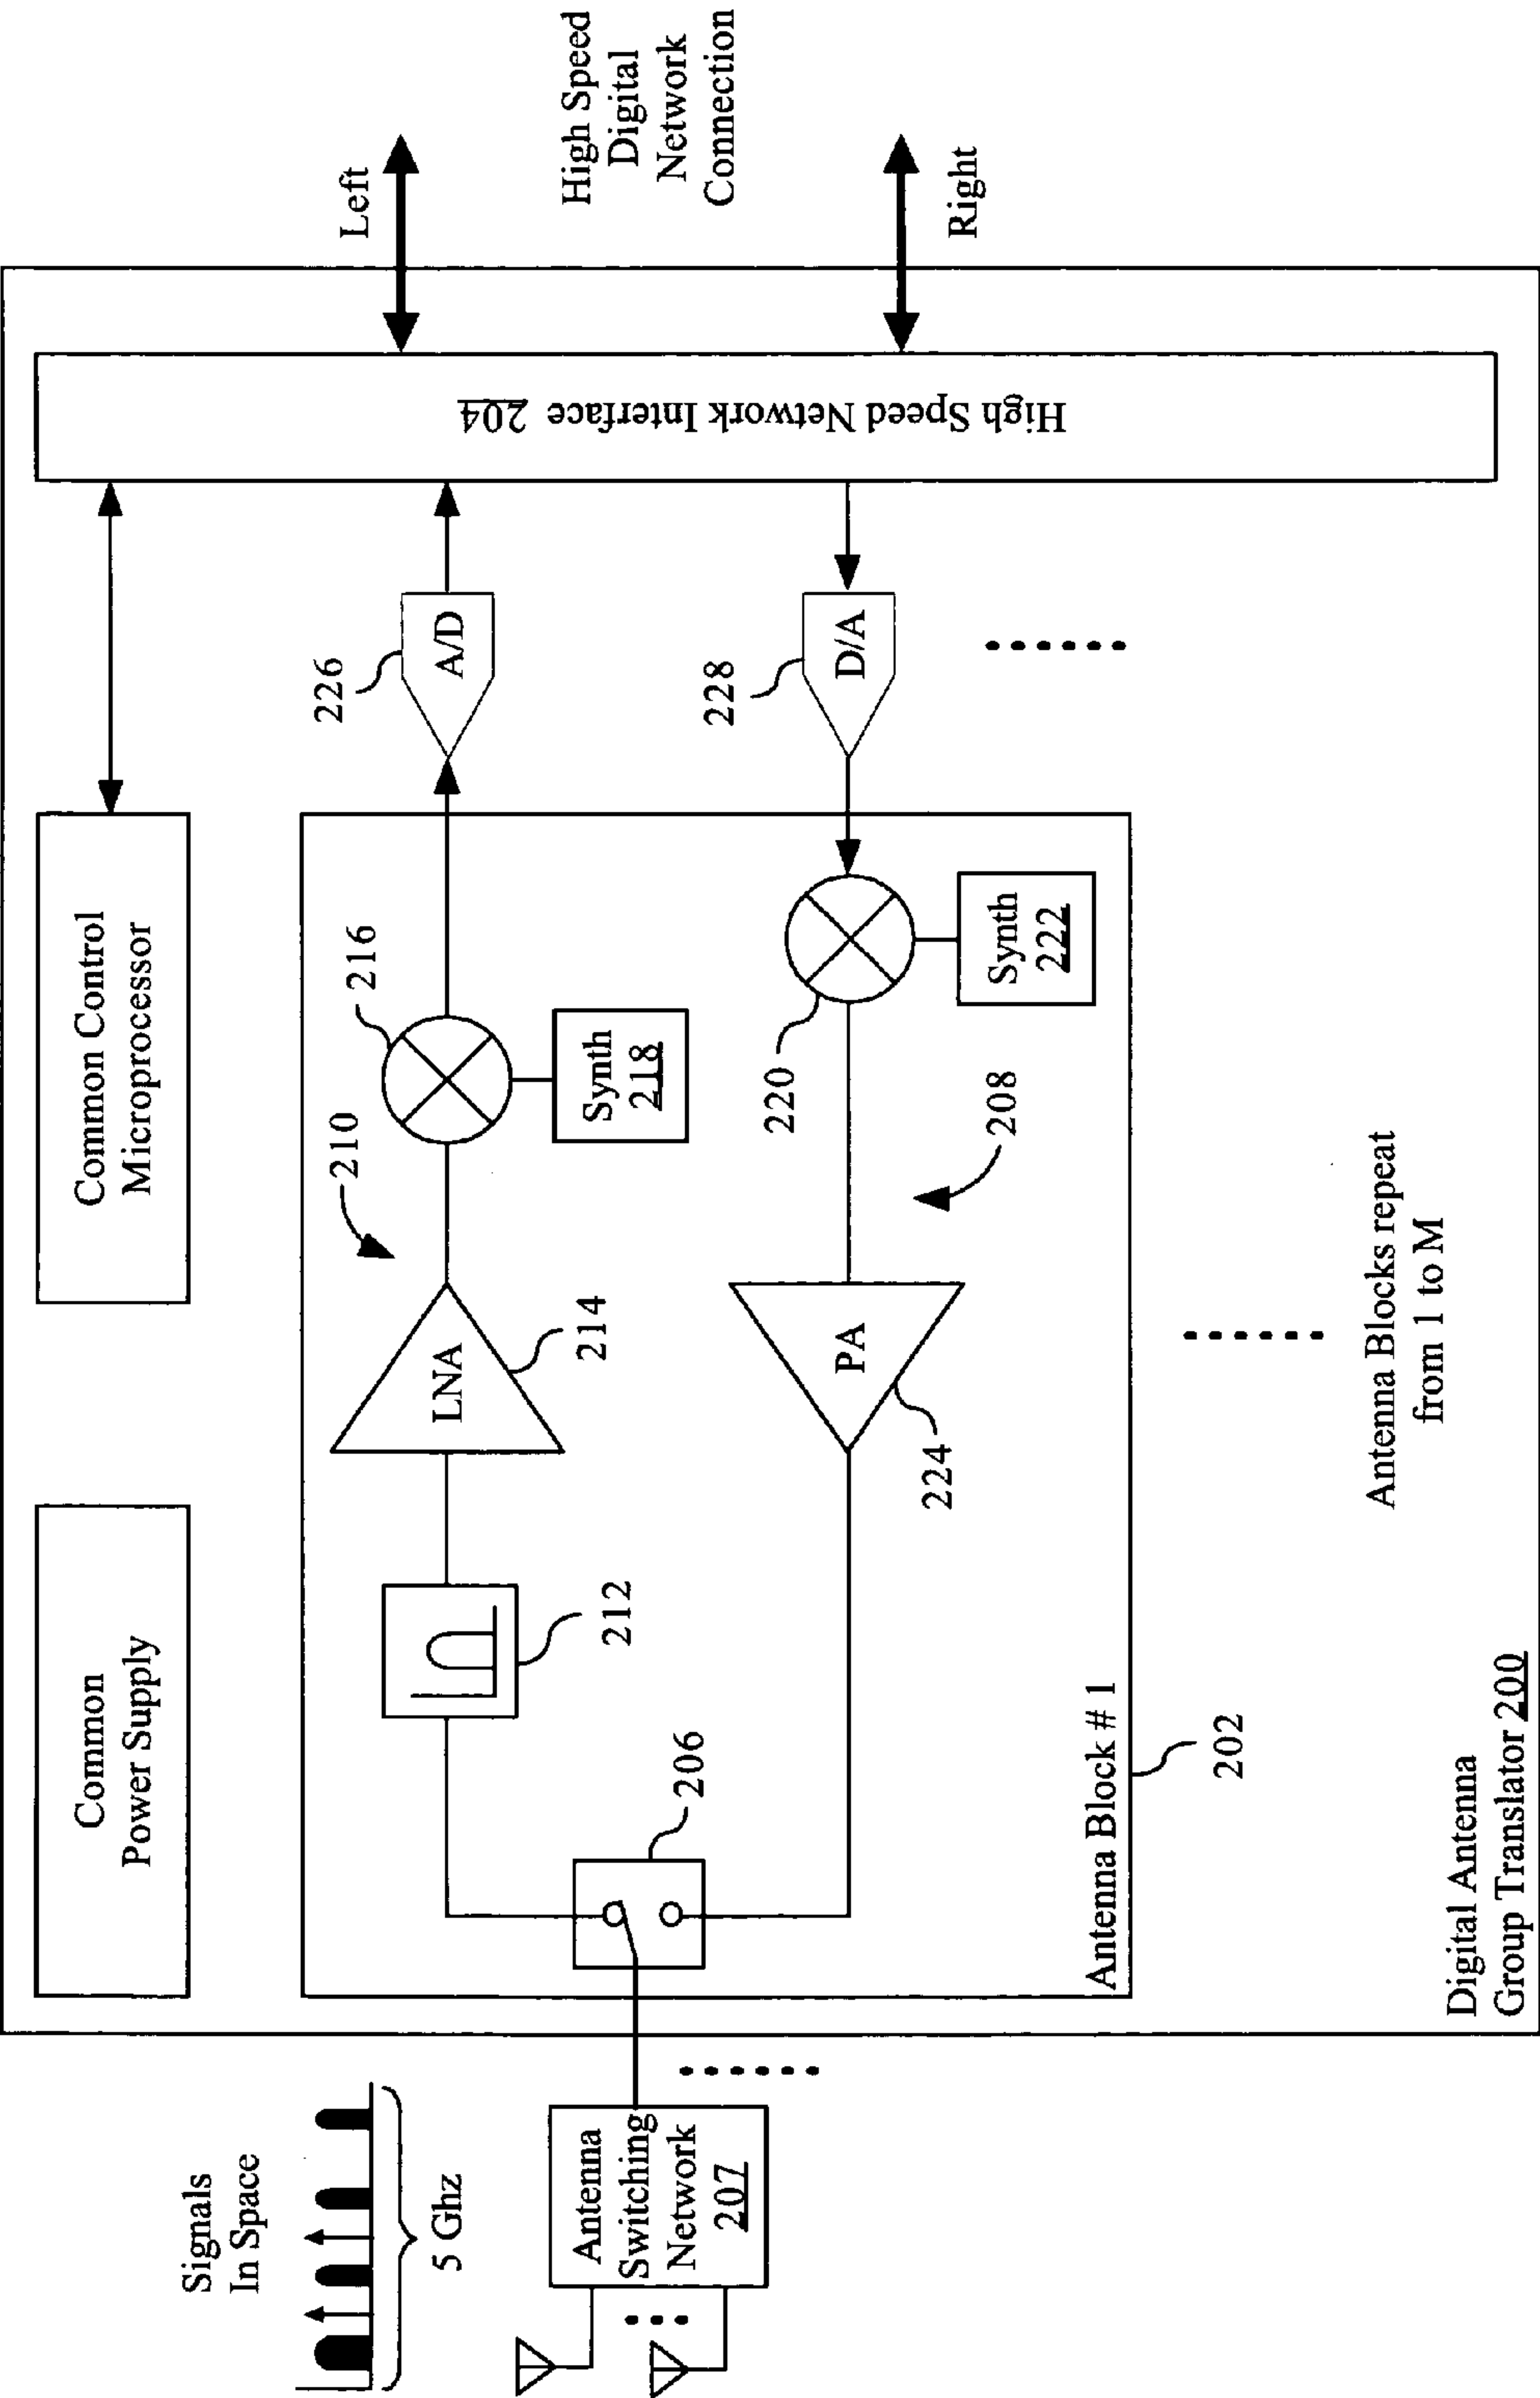 Signals
In Space
5 Ghz
Antenna
Switching
Network
207
Common
Power Supply
Common Control
Microprocessor
206
212
LNA
214
210
216
Synth
218
226
A/D
PA
224
208
220
Synth
222
228
D/A
High Speed Network Interface 204
Left
High Speed
Digital
Network
Connection
Right
Antenna Block # 1
202
Antenna Blocks repeat
from 1 to M
Digital Antenna
Group Translator 200